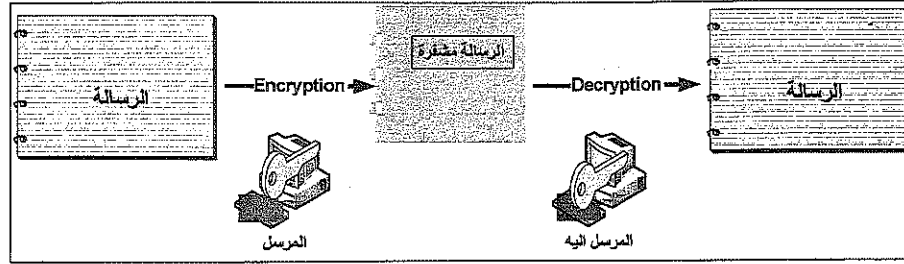 الرسالة
Encryption
الرسالة مشفرة
Decryption
الرسالة
المرسل
المرسل اليه